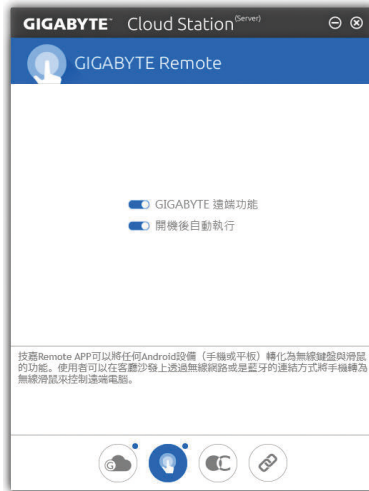 GIGABYTE™ Cloud Station (Server)
GIGABYTE Remote
GIGABYTE 遠端功能
開機後自動執行
技嘉Remote APP可以將任何Android設備（手機或平板）轉化為無線鍵盤與滑鼠
的功能。使用者可以在客廳沙發上透過無線網路或是藍牙的連結方式將手機轉為
無線滑鼠來控制遠端電腦。
G